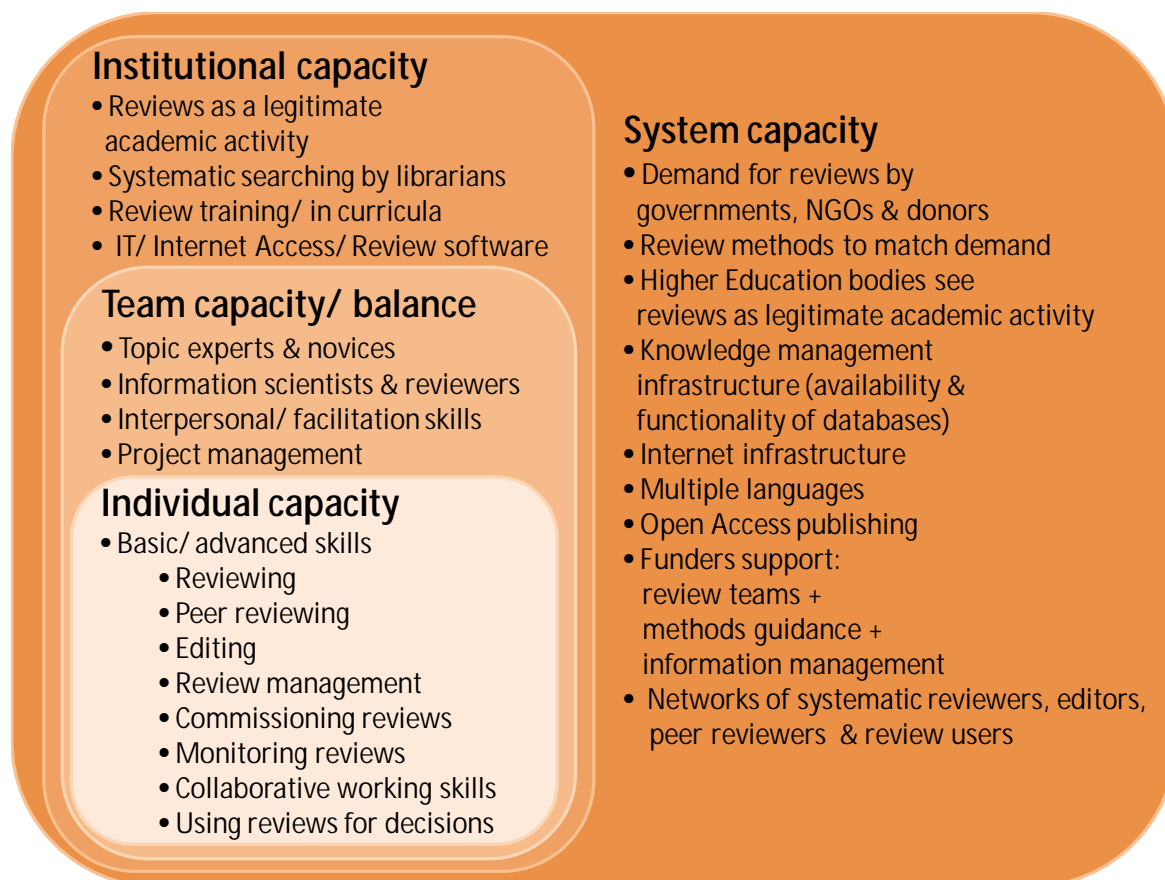 Institutional capacity
• Reviews as a legitimate
academic activity
• Systematic searching by librarians
• Review training/ in curricula
• IT/ Internet Access/ Review software
Team capacity/ balance
• Topic experts & novices
• Information scientists & reviewers
• Interpersonal/ facilitation skills
• Project management
Individual capacity
• Basic/ advanced skills
• Reviewing
• Peer reviewing
• Editing
• Review management
• Commissioning reviews
• Monitoring reviews
• Collaborative working skills
• Using reviews for decisions
System capacity
• Demand for reviews by
governments, NGOs & donors
• Review methods to match demand
• Higher Education bodies see
reviews as legitimate academic activity
• Knowledge management
infrastructure (availability &
functionality of databases)
• Internet infrastructure
• Multiple languages
• Open Access publishing
• Funders support:
review teams +
methods guidance +
information management
• Networks of systematic reviewers, editors,
peer reviewers & review users